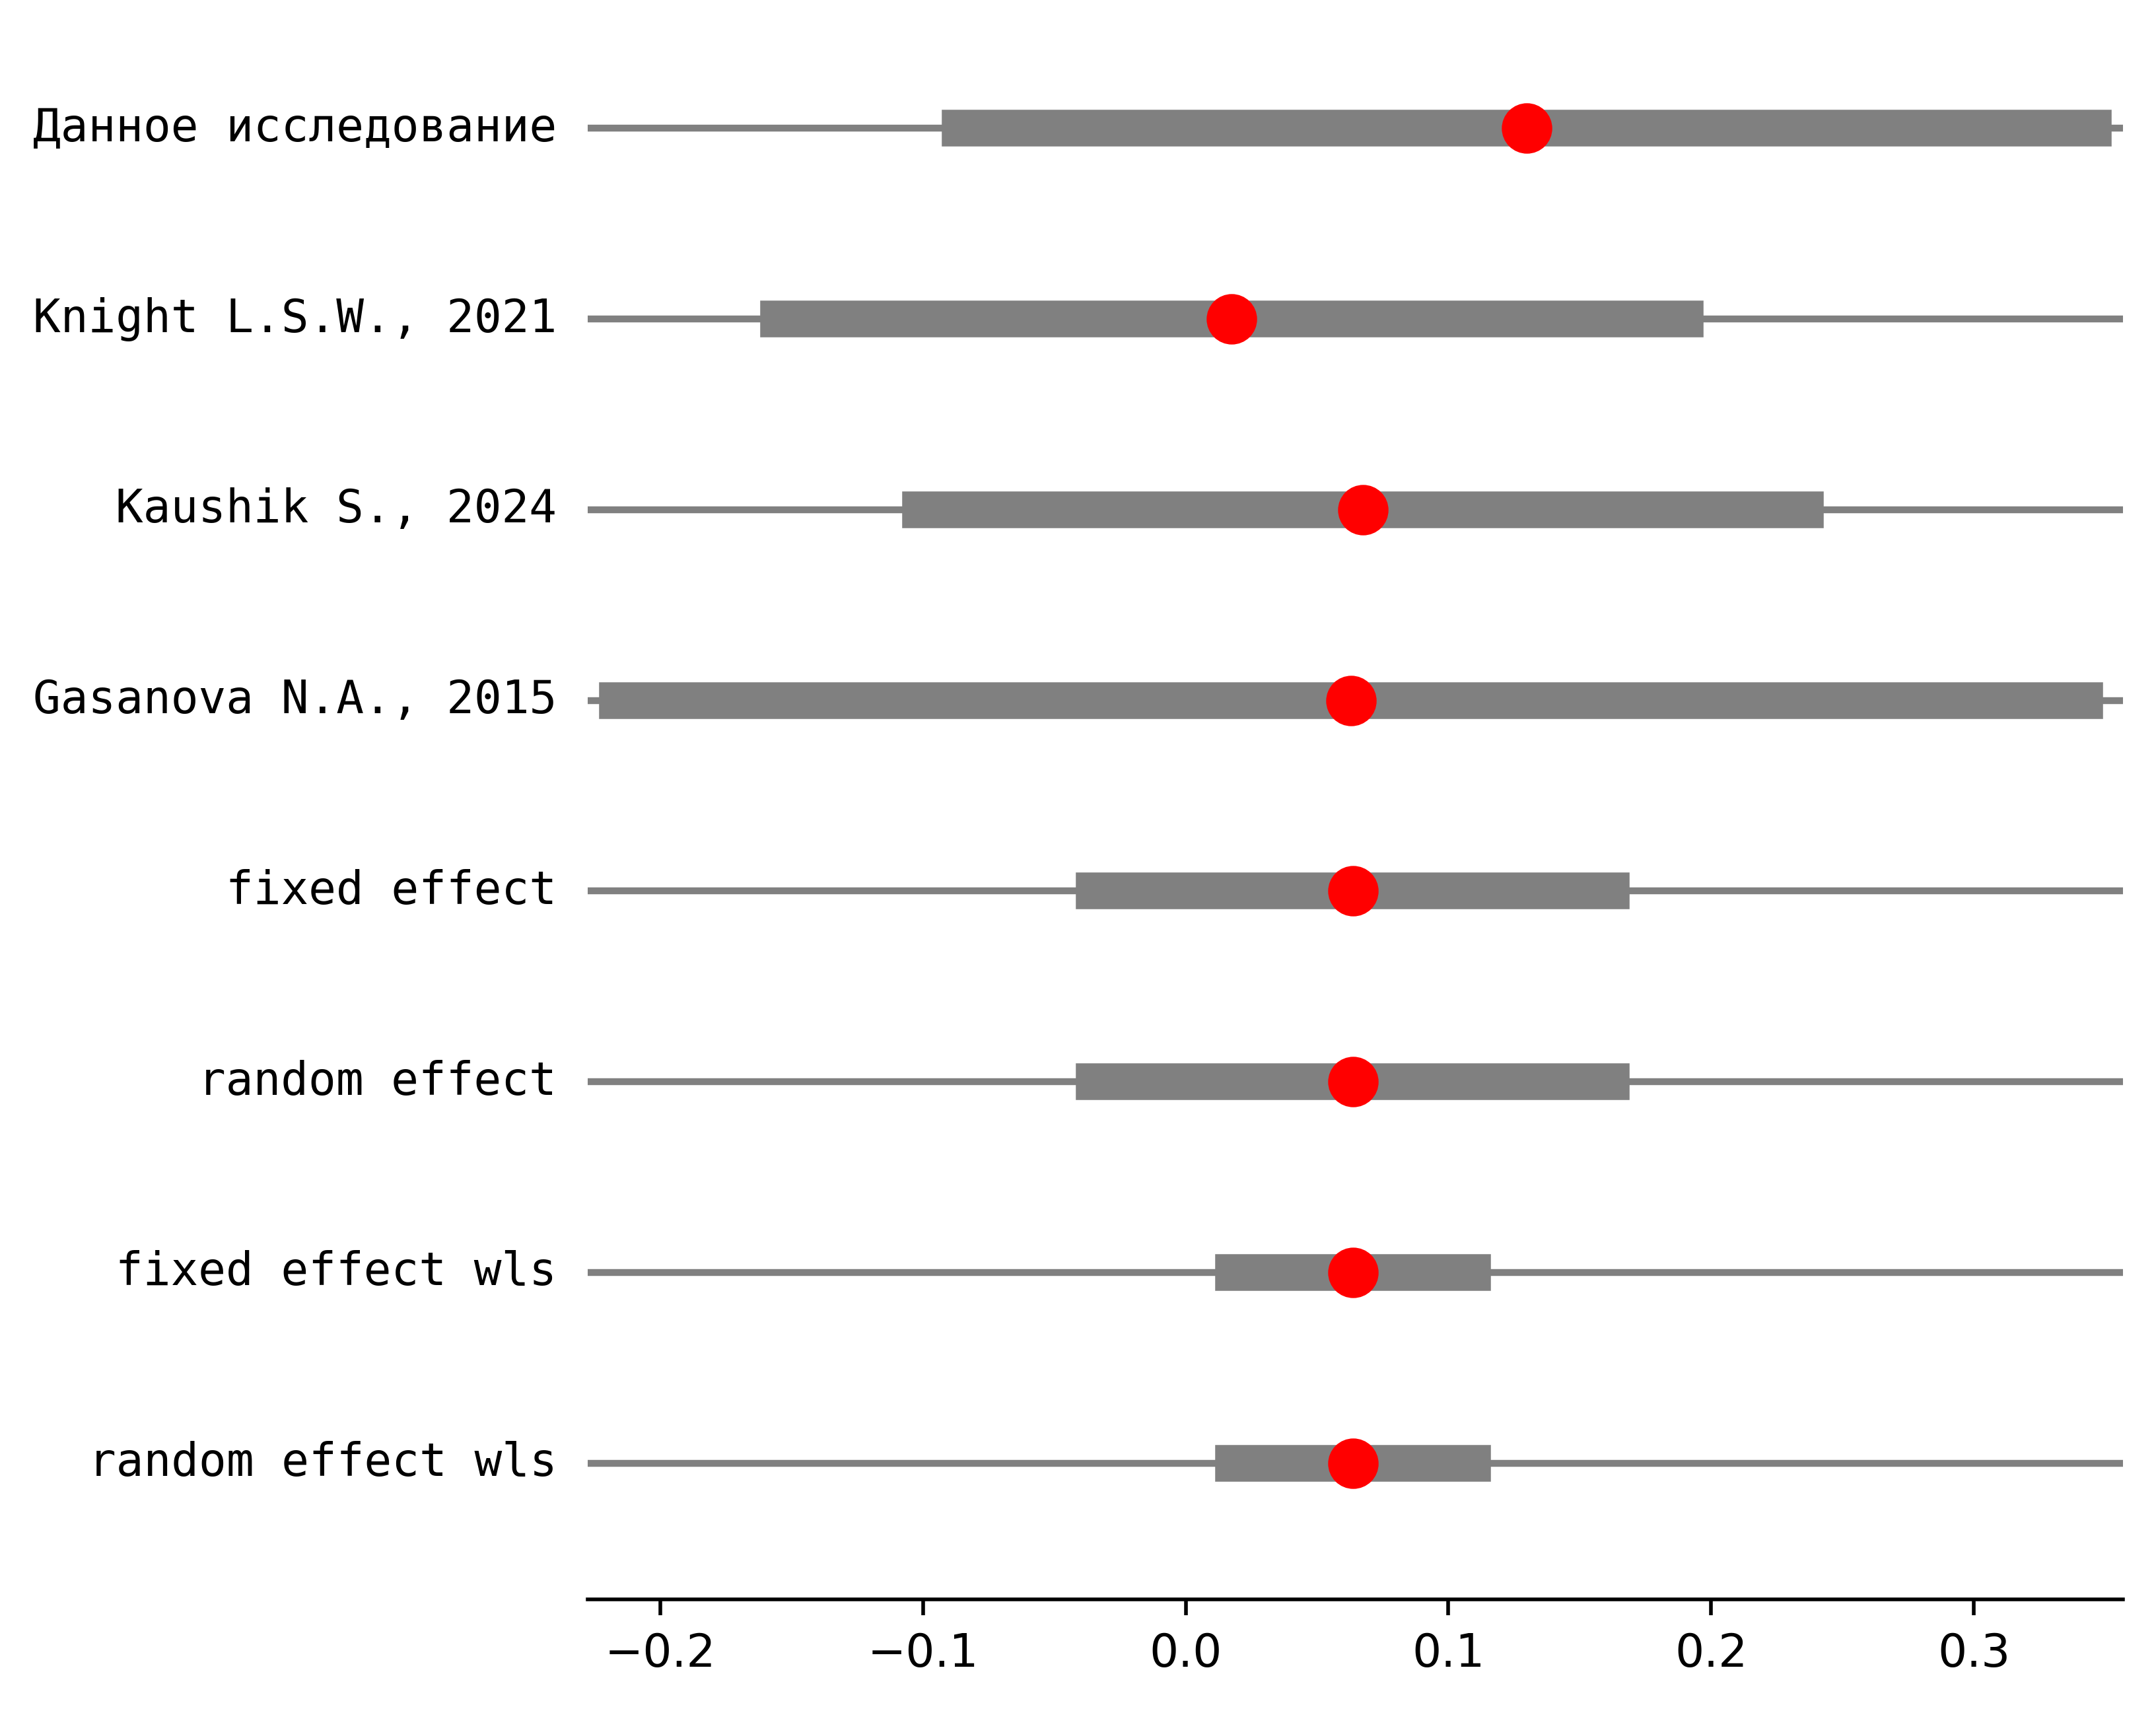 Данное исследование
Knight L.S.W., 2021
Kaushik S., 2024
Gasanova N.A., 2015
fixed effect
random effect
fixed effect wls
random effect wls
−0.2 −0.1 0.0 0.1 0.2 0.3